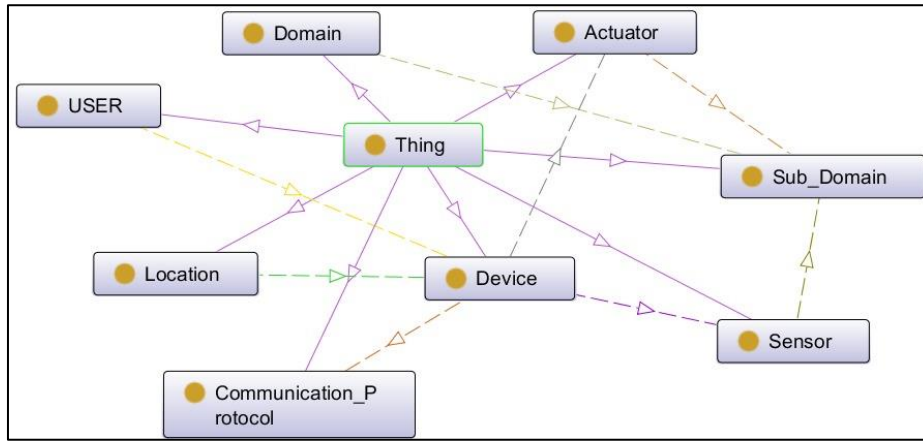 Domain
Actuator
USER
Thing
Sub_Domain
Location
Device
Sensor
Communication_P
rotocol